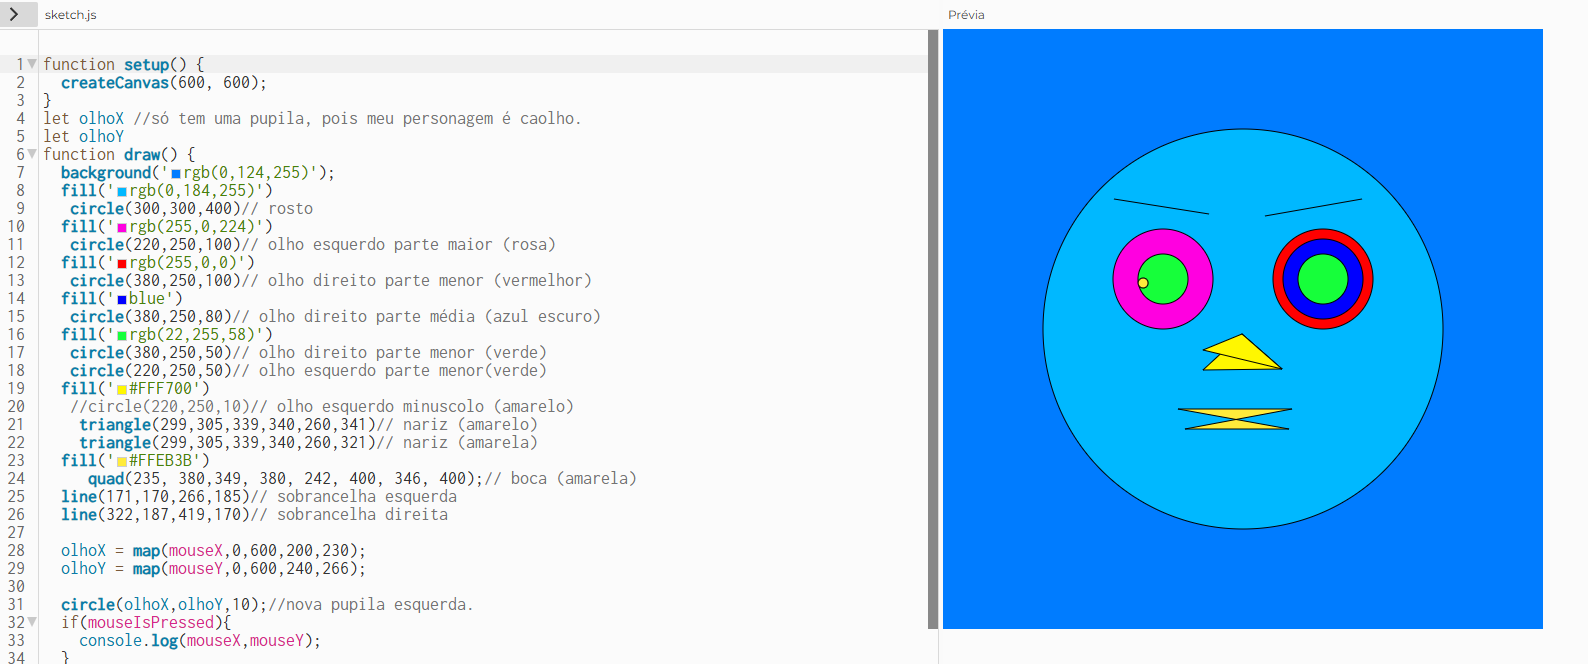 sketch.js
Prévia
1 function setup() {
2 createCanvas(600, 600);
3 }
4 let olhoX //só tem uma pupila, pois meu personagem é caolho.
5 let olhoY
6 function draw() {
7 background('rgb(0,124,255)');
8 fill('rgb(0,184,255)')
9 circle(300,300,400)// rosto
10 fill('rgb(255,0,224)')
11 circle(220,250,100)// olho esquerdo parte maior (rosa)
12 fill('rgb(255,0,0)')
13 circle(380,250,100)// olho direito parte menor (vermelhor)
14 fill('blue')
15 circle(380,250,80)// olho direito parte média (azul escuro)
16 fill('rgb(22,255,58)')
17 circle(380,250,50)// olho direito parte menor (verde)
18 circle(220,250,50)// olho esquerdo parte menor(verde)
19 fill('#FFF700')
20 //circle(220,250,10)// olho esquerdo minuscolo (amarelo)
21 triangle(299,305,339,340,260,341)// nariz (amarelo)
22 triangle(299,305,339,340,260,321)// nariz (amarela)
23 fill('#FFEB3B')
24 quad(235, 380,349, 380, 242, 400, 346, 400);// boca (amarela)
25 line(171,170,266,185)// sobrancelha esquerda
26 line(322,187,419,170)// sobrancelha direita
27
28 olhoX = map(mouseX,0,600,200,230);
29 olhoY = map(mouseY,0,600,240,266);
30
31 circle(olhoX,olhoY,10);//nova pupila esquerda.
32 if(mouseIsPressed){
33 console.log(mouseX,mouseY);
34 }